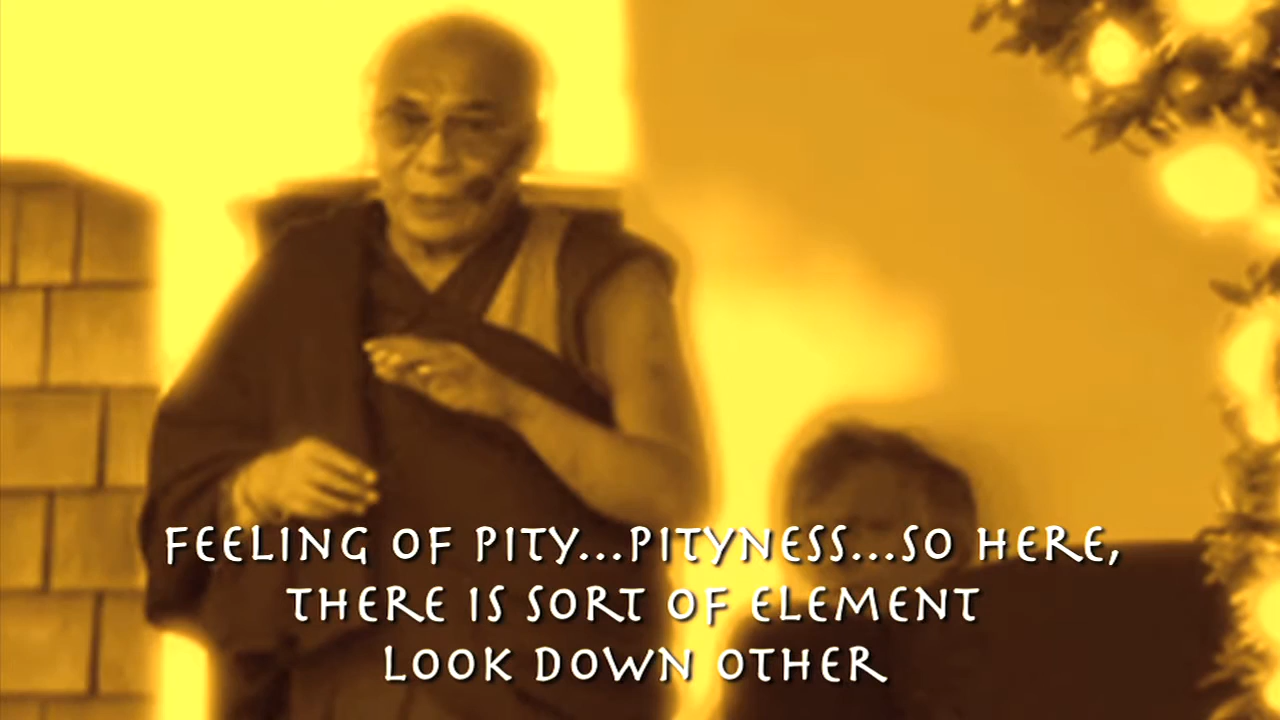 FEELING OF PITY...PITYNESS...SO HERE,
THERE IS SORT OF ELEMENT
LOOK DOWN OTHER